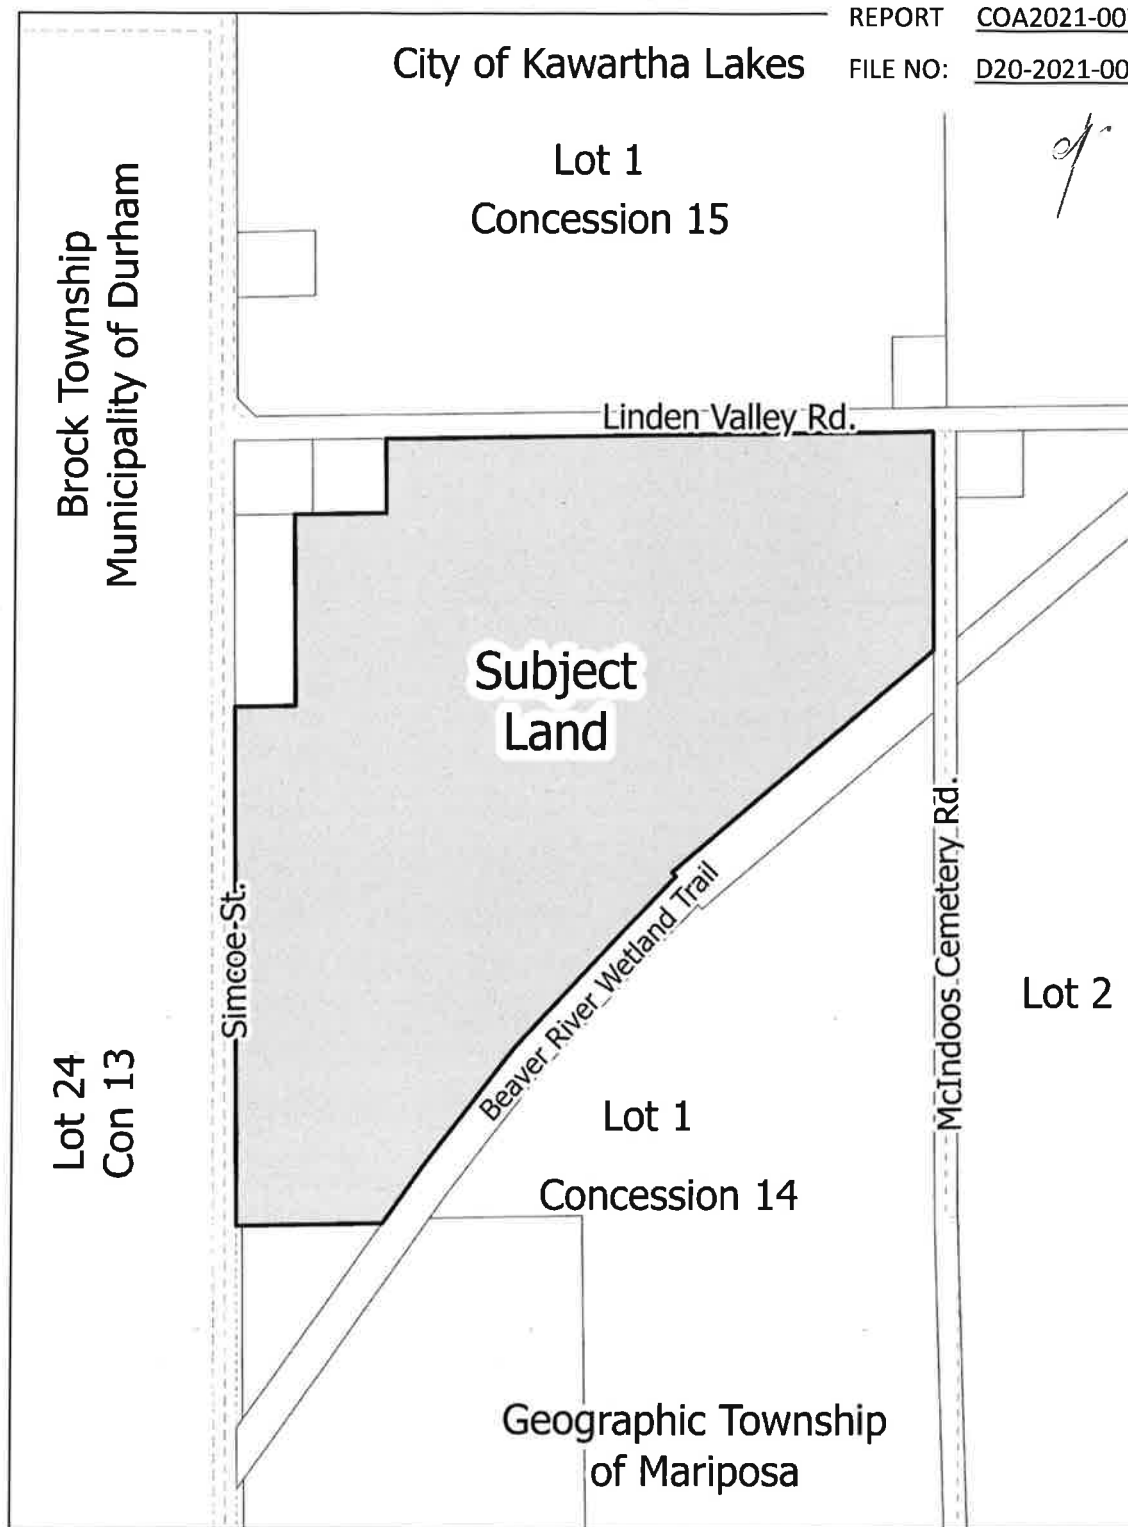 REPORT COA2021-00
FILE NO: D20-2021-00
City of Kawartha Lakes
Lot 1
Concession 15
Brock Township
Municipality of Durham
Linden Valley Rd.
Subject
Land
Simcoe St.
Beaver River Wetland Trail
McIndoos Cemetery Rd.
Lot 2
Lot 24
Con 13
Lot 1
Concession 14
Geographic Township
of Mariposa